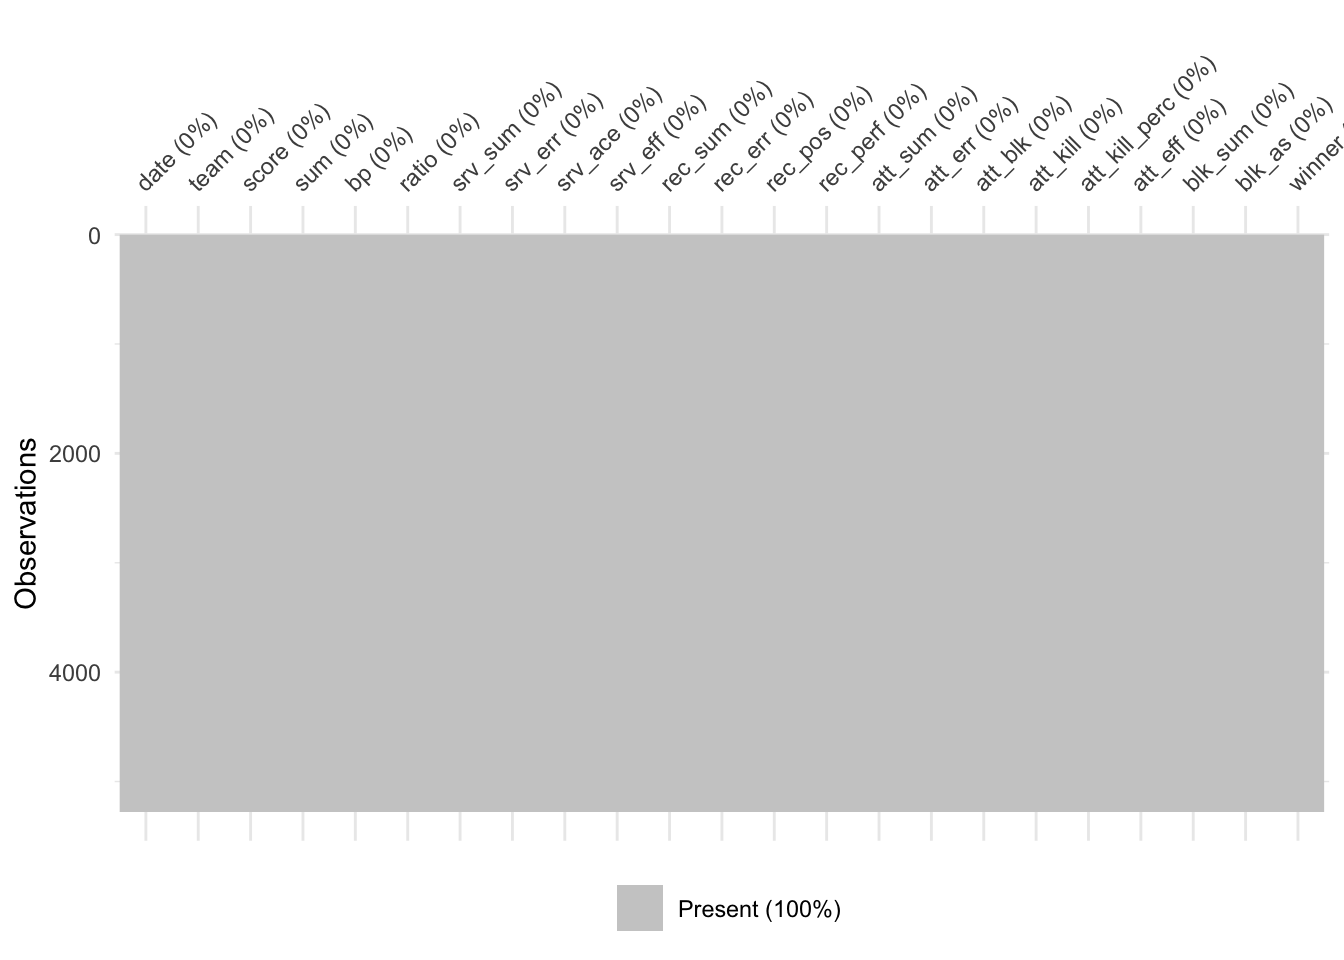 date (0%)
team (0%)
score (0%)
sum (0%)
bp (0%)
ratio (0%)
srv_sum (0%)
srv_err (0%)
srv_ace (0%)
srv_eff (0%)
rec_sum (0%)
rec_err (0%)
rec_pos (0%)
rec_perf (0%)
att_sum (0%)
att_err (0%)
att_blk (0%)
att_kill (0%)
att_kill_perc (0%)
att_eff (0%)
blk_sum (0%)
blk_as (0%)
winner
0
2000
4000
Observations
Present (100%)